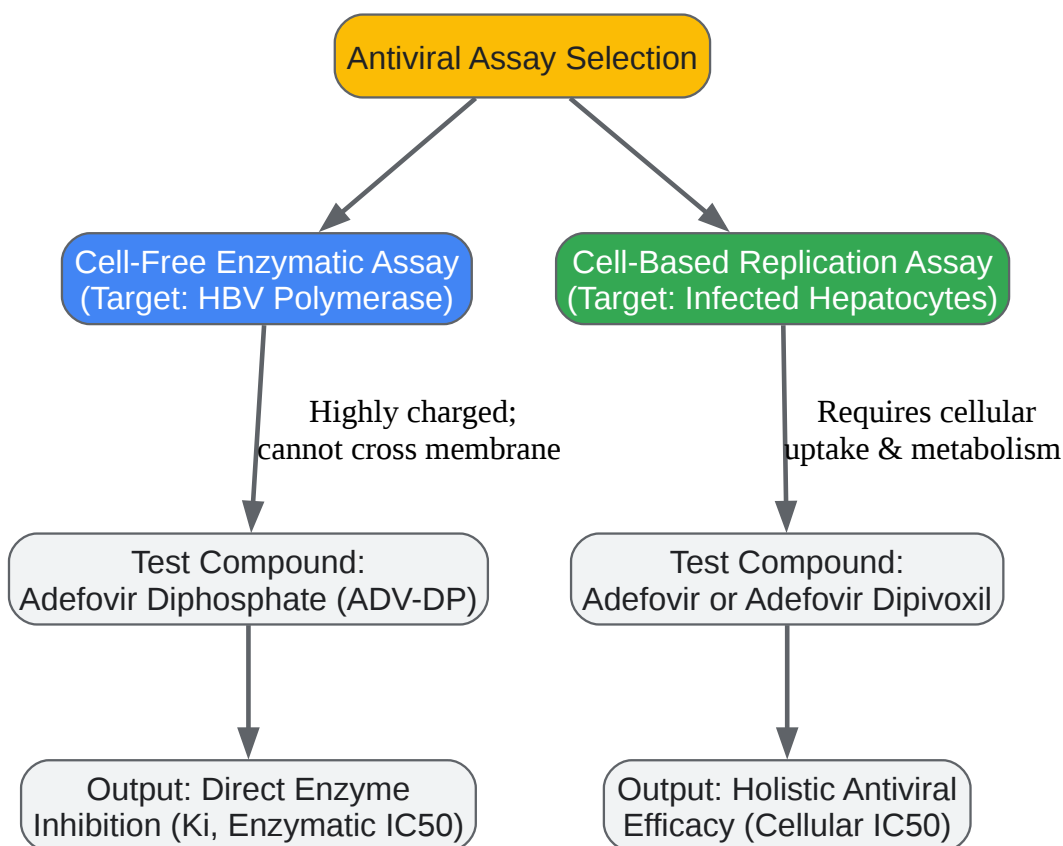 Antiviral Assay Selection
Cell-Free Enzymatic Assay
(Target: HBV Polymerase)
Cell-Based Replication Assay
(Target: Infected Hepatocytes)
Highly charged;
cannot cross membrane
Requires cellular
uptake & metabolism
Test Compound:
Adefovir Diphosphate (ADV-DP)
Test Compound:
Adefovir or Adefovir Dipivoxil
Output: Direct Enzyme
Inhibition (Ki, Enzymatic IC50)
Output: Holistic Antiviral
Efficacy (Cellular IC50)